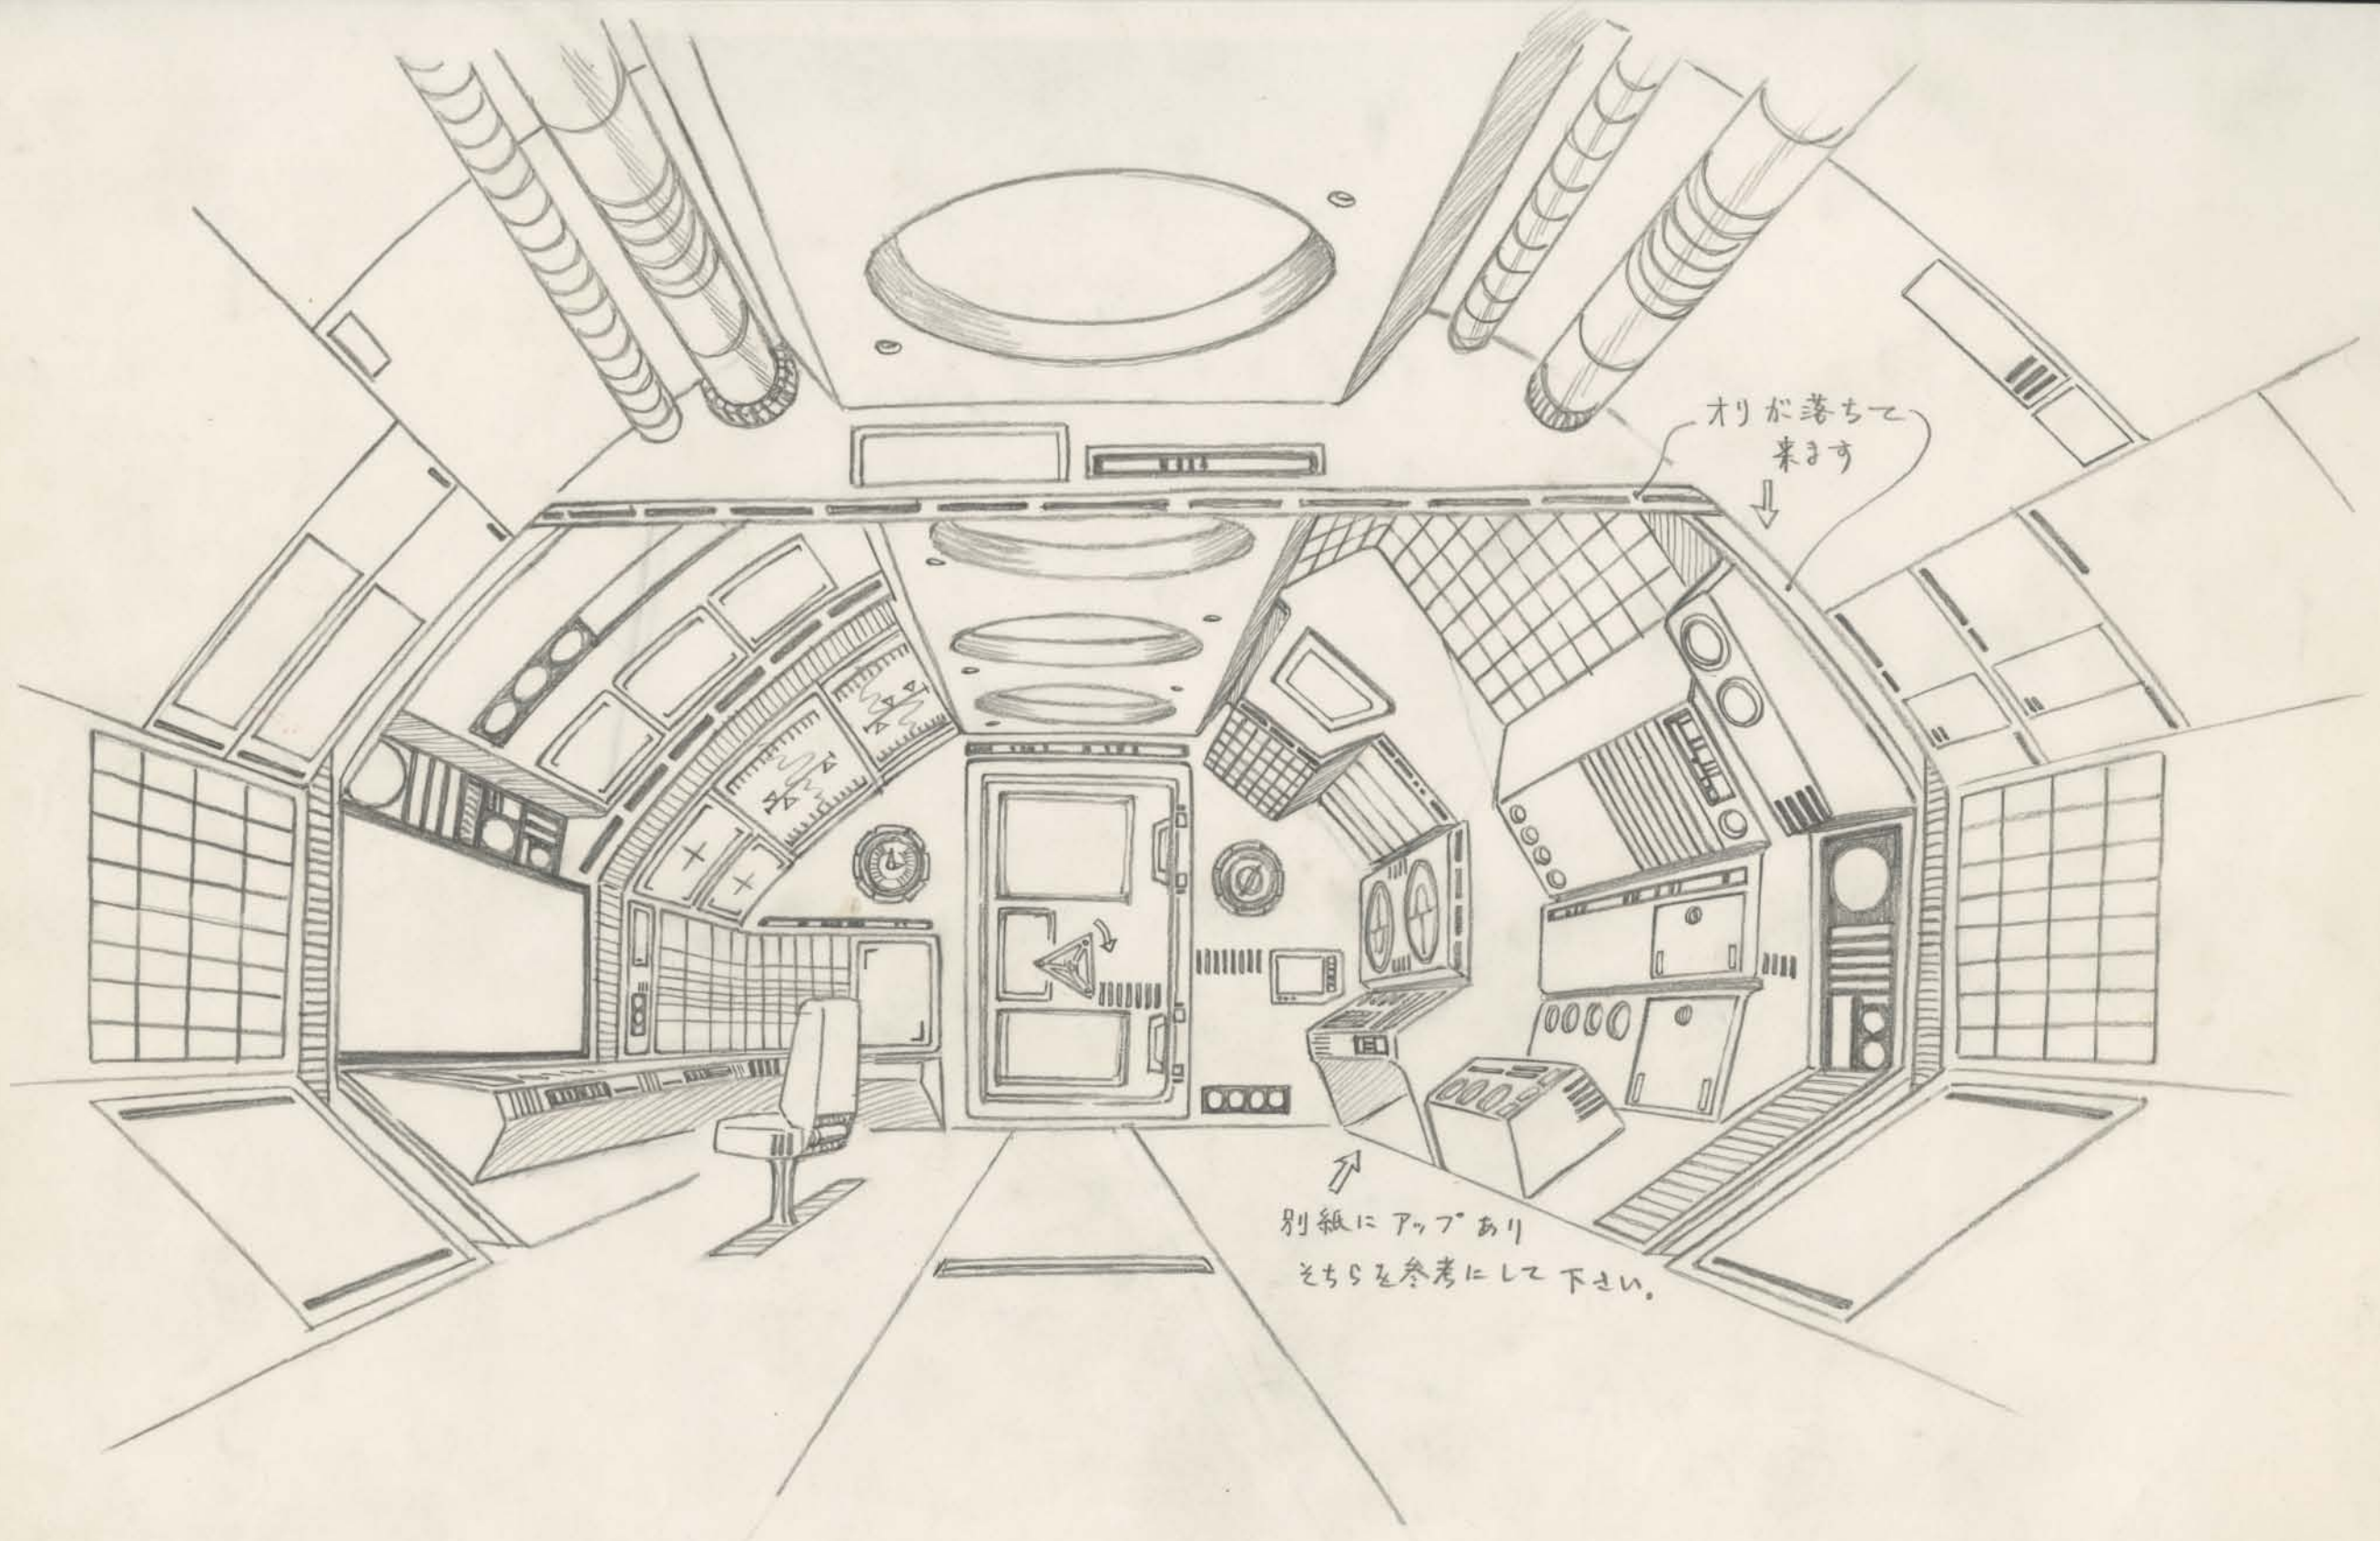 オリが落ちて
来ます
別紙にアップあり
そちらを参考にして下さい。